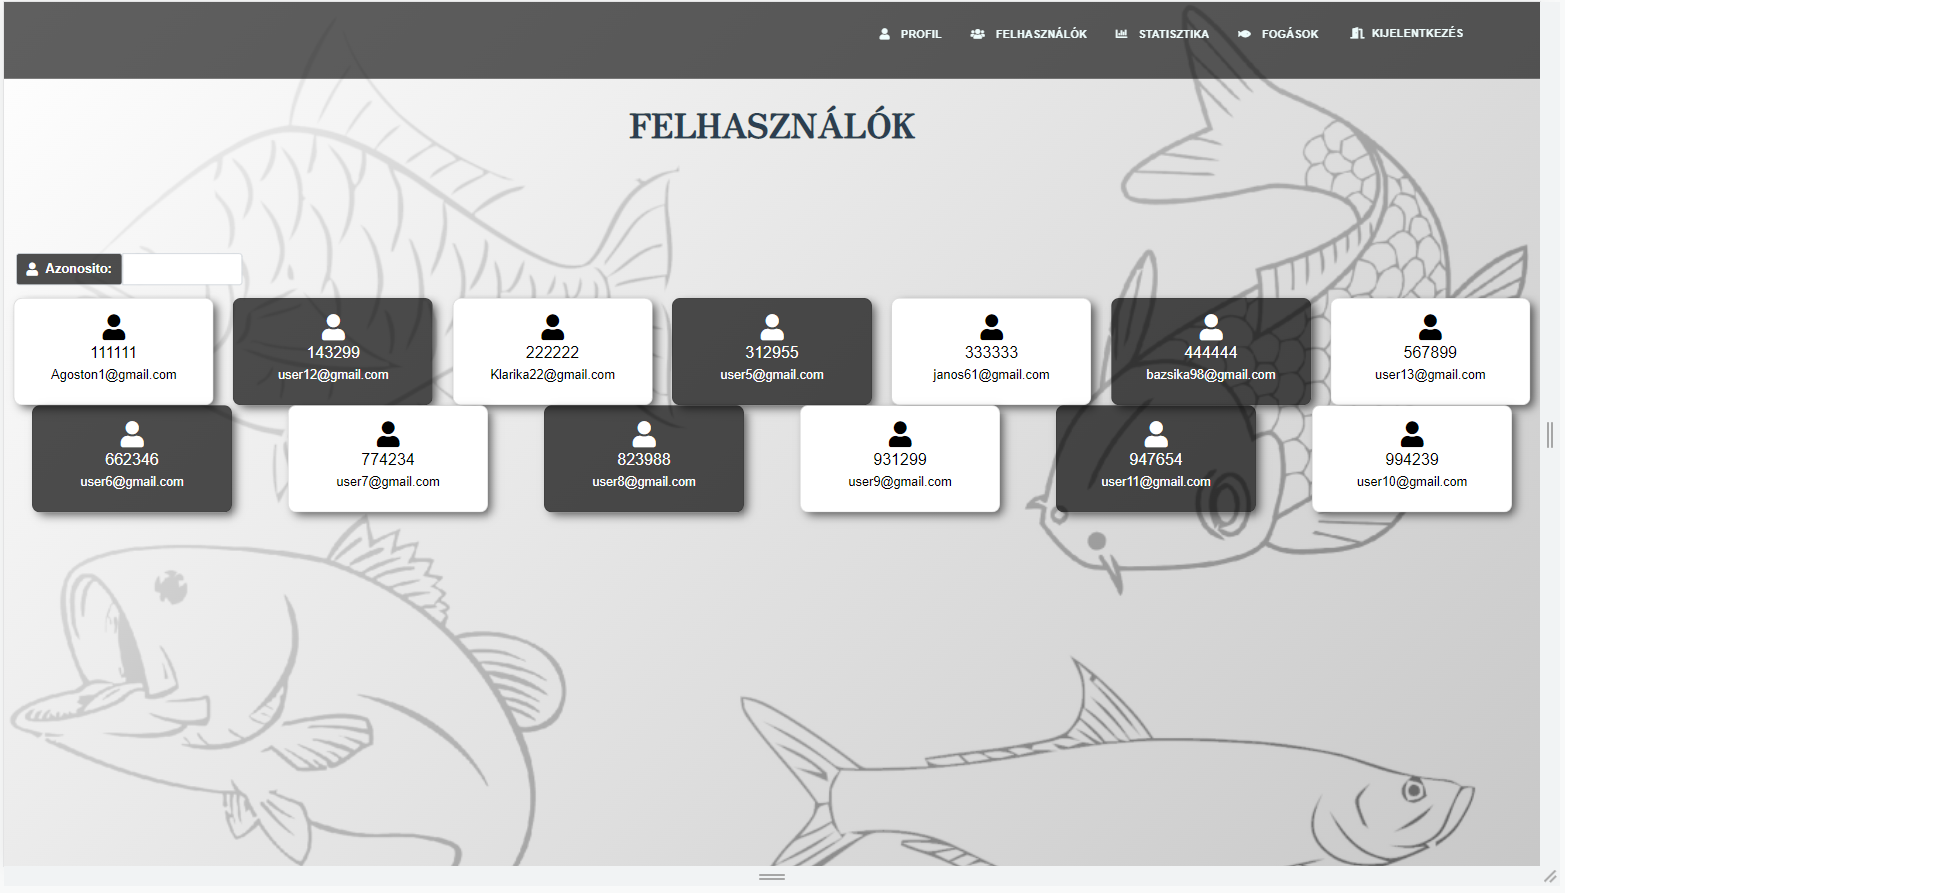 PROFIL FELHASZNÁLÓK STATISZTIKA FOGÁSOK KIJELENTKEZÉS
FELHASZNÁLÓK
Azonosito:
111111 143299 222222 312955 333333 444444 567899
Agoston1@gmail.com user12@gmail.com Klarika22@gmail.com user5@gmail.com janos61@gmail.com bazsika98@gmail.com user13@gmail.com
662346 774234 823988 931299 947654 994239
user6@gmail.com user7@gmail.com user8@gmail.com user9@gmail.com user11@gmail.com user10@gmail.com